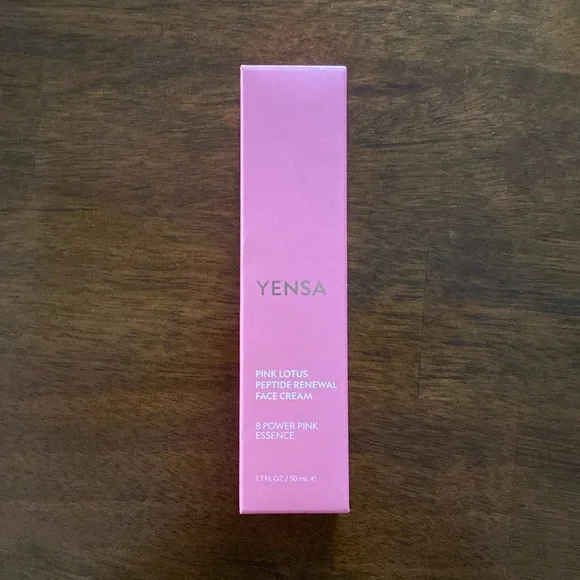 YENSA
PINK LOTUS
PEPTIDE RENEWAL
FACE CREAM
8 POWER PINK
ESSENCE
1.7 FL OZ / 50 mL ℮